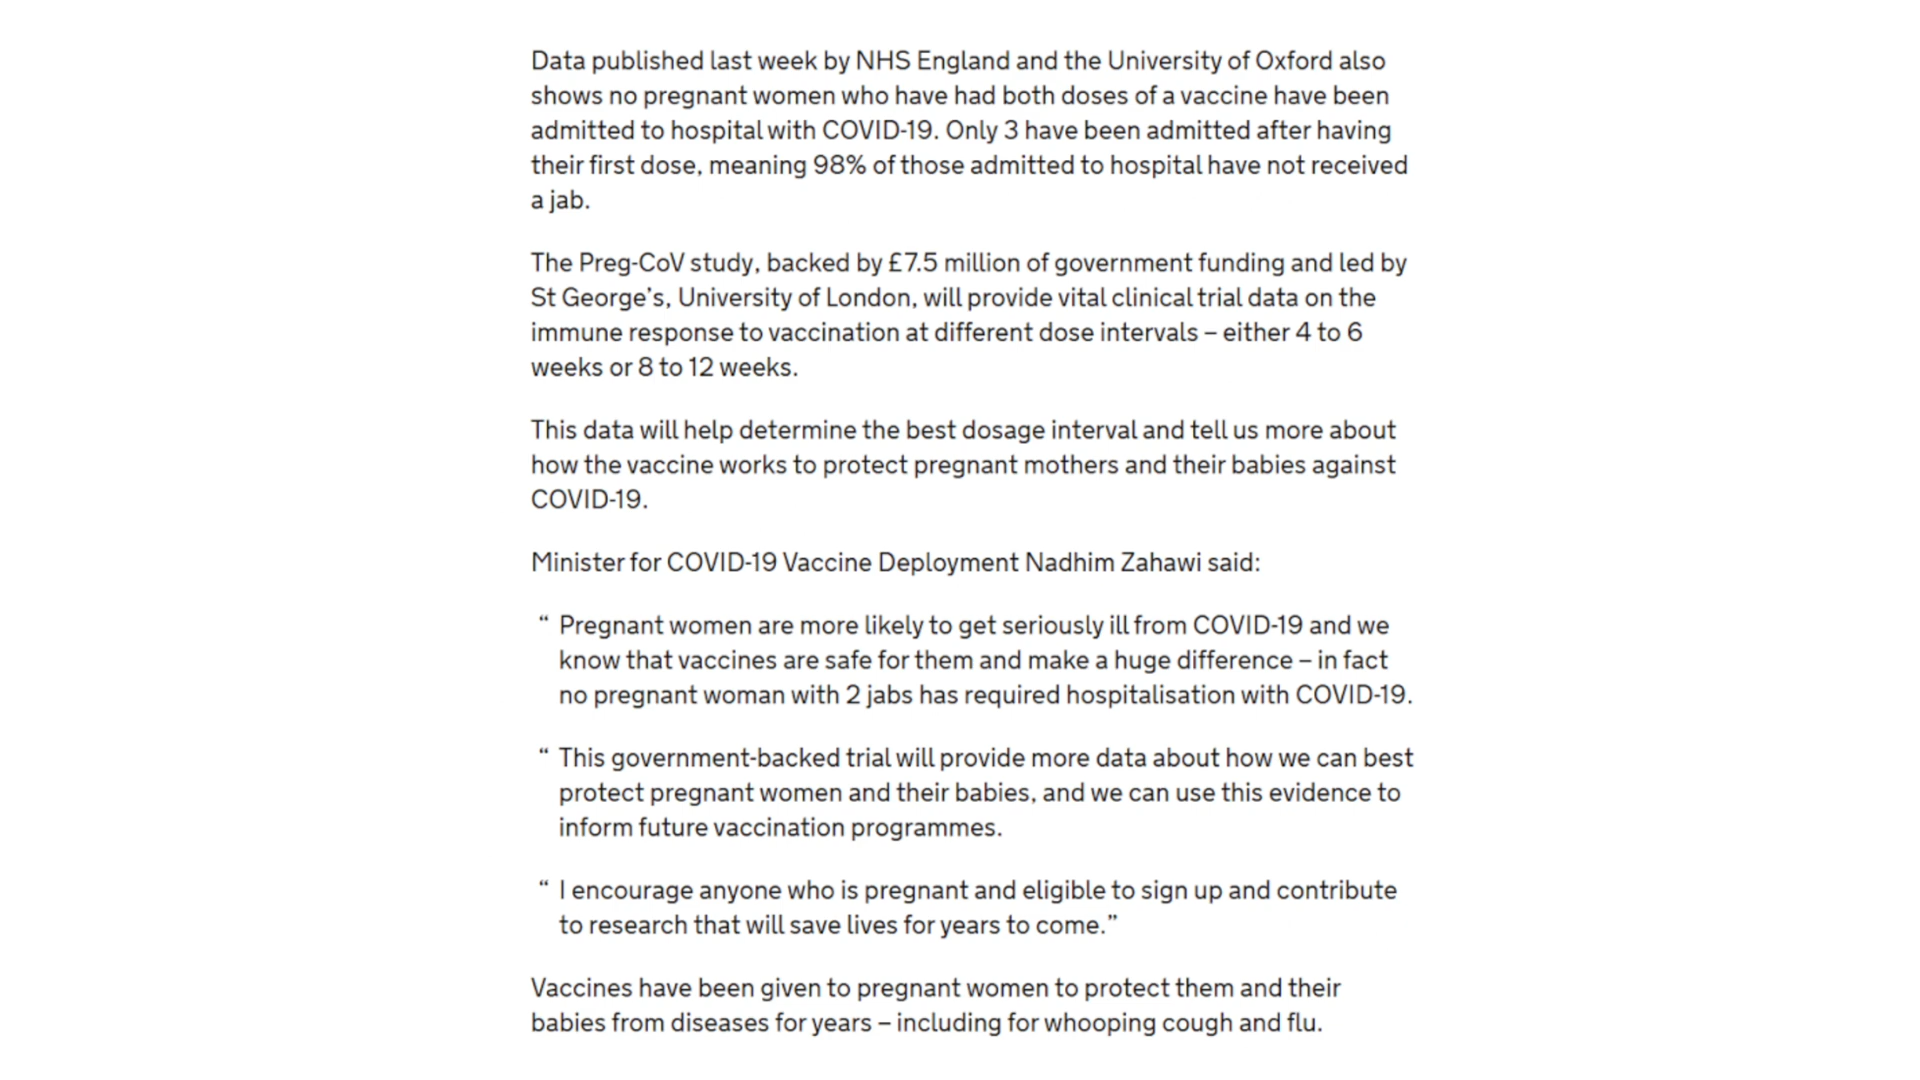 Data published last week by NHS England and the University of Oxford also
shows no pregnant women who have had both doses of a vaccine have been
admitted to hospital with COVID-19. Only 3 have been admitted after having
their first dose, meaning 98% of those admitted to hospital have not received
a jab.
The Preg-CoV study, backed by £7.5 million of government funding and led by
St George’s, University of London, will provide vital clinical trial data on the
immune response to vaccination at different dose intervals – either 4 to 6
weeks or 8 to 12 weeks.
This data will help determine the best dosage interval and tell us more about
how the vaccine works to protect pregnant mothers and their babies against
COVID-19.
Minister for COVID-19 Vaccine Deployment Nadhim Zahawi said:
“ Pregnant women are more likely to get seriously ill from COVID-19 and we
know that vaccines are safe for them and make a huge difference – in fact
no pregnant woman with 2 jabs has required hospitalisation with COVID-19.
“ This government-backed trial will provide more data about how we can best
protect pregnant women and their babies, and we can use this evidence to
inform future vaccination programmes.
“ I encourage anyone who is pregnant and eligible to sign up and contribute
to research that will save lives for years to come.”
Vaccines have been given to pregnant women to protect them and their
babies from diseases for years – including for whooping cough and flu.